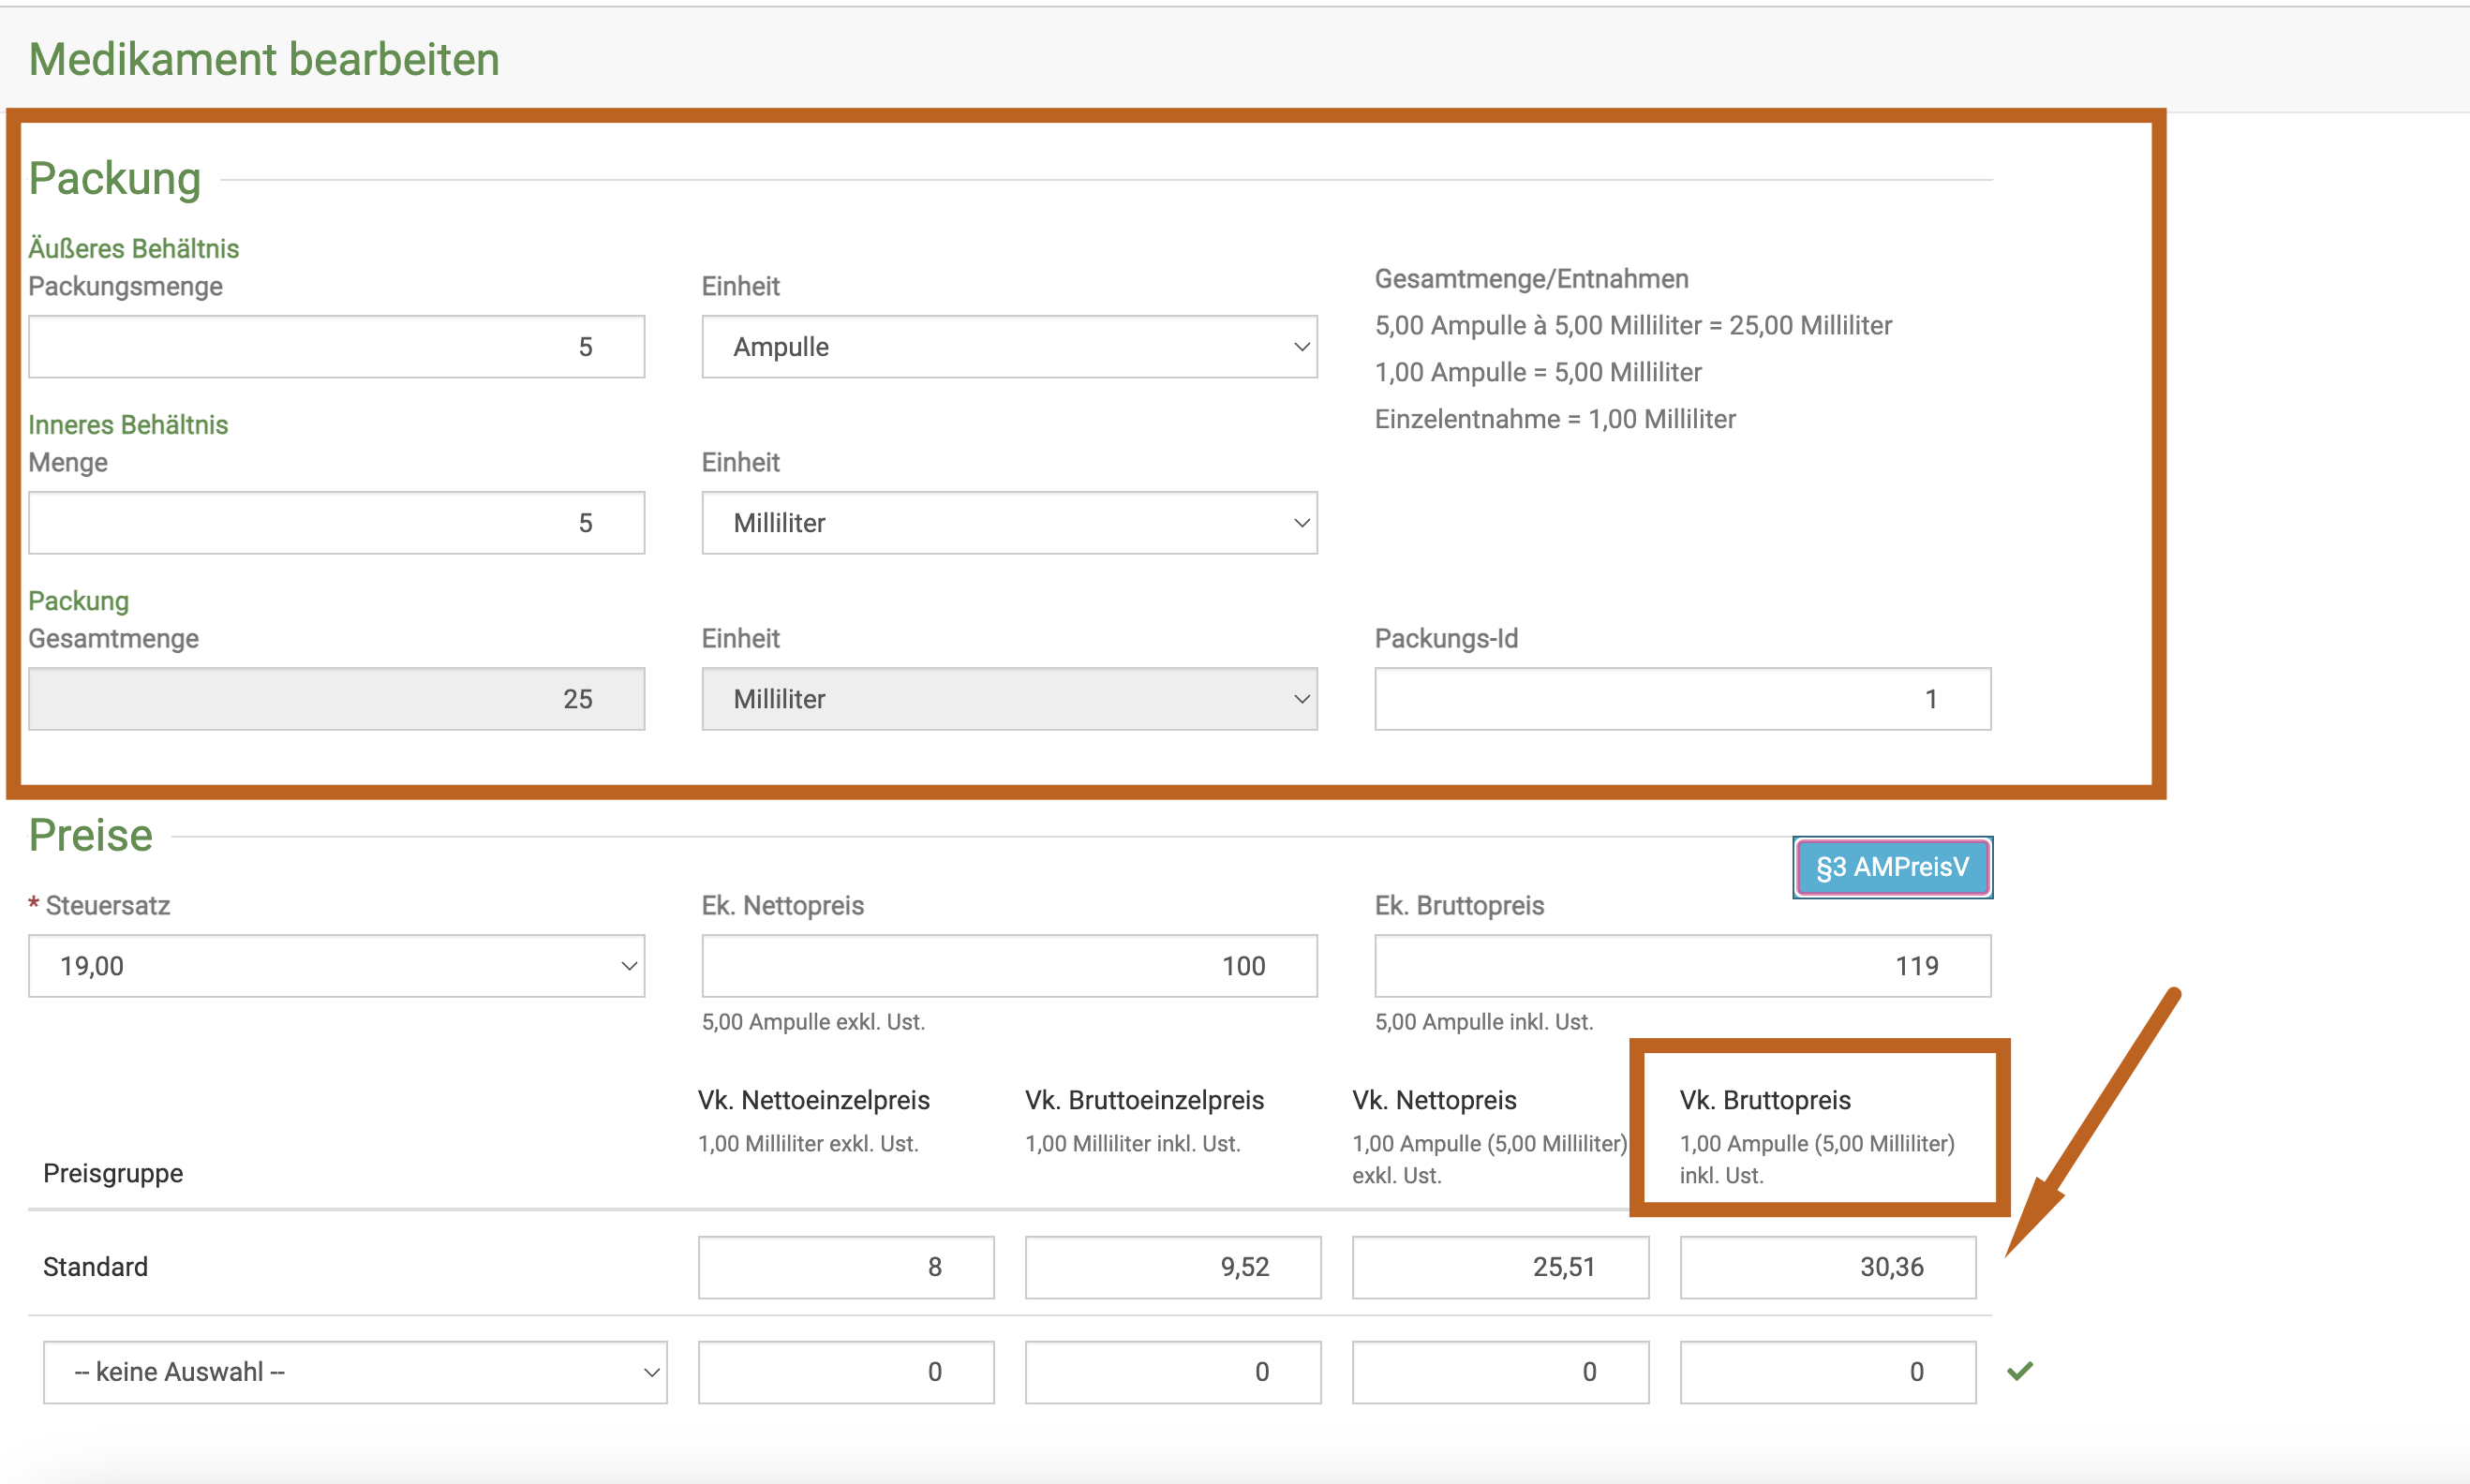 Medikament bearbeiten
Packung
Äußeres Behältnis
Packungsmenge
Einheit
Gesamtmenge/Entnahmen
5
Ampulle
5,00 Ampulle à 5,00 Milliliter = 25,00 Milliliter
1,00 Ampulle = 5,00 Milliliter
Einzelentnahme = 1,00 Milliliter
Inneres Behältnis
Menge
Einheit
5
Milliliter
Packung
Gesamtmenge
Einheit
Packungs-Id
25
Milliliter
1
Preise
§3 AMPreisV
* Steuersatz
Ek. Nettopreis
Ek. Bruttopreis
19,00
100
119
5,00 Ampulle exkl. Ust.
5,00 Ampulle inkl. Ust.
Preisgruppe
Vk. Nettoeinzelpreis
1,00 Milliliter exkl. Ust.
Vk. Bruttoeinzelpreis
1,00 Milliliter inkl. Ust.
Vk. Nettopreis
1,00 Ampulle (5,00 Milliliter)
exkl. Ust.
Vk. Bruttopreis
1,00 Ampulle (5,00 Milliliter)
inkl. Ust.
Standard
8
9,52
25,51
30,36
-- keine Auswahl --
0
0
0
0